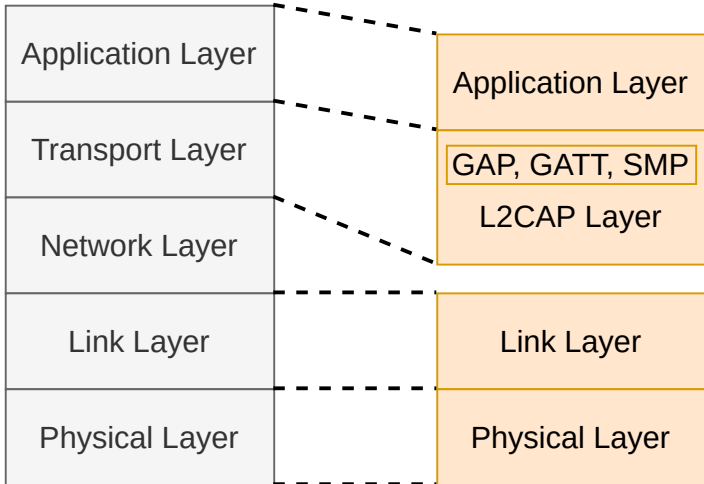 Application Layer
Transport Layer
Network Layer
Link Layer
Physical Layer
Application Layer
GAP, GATT, SMP
L2CAP Layer
Link Layer
Physical Layer